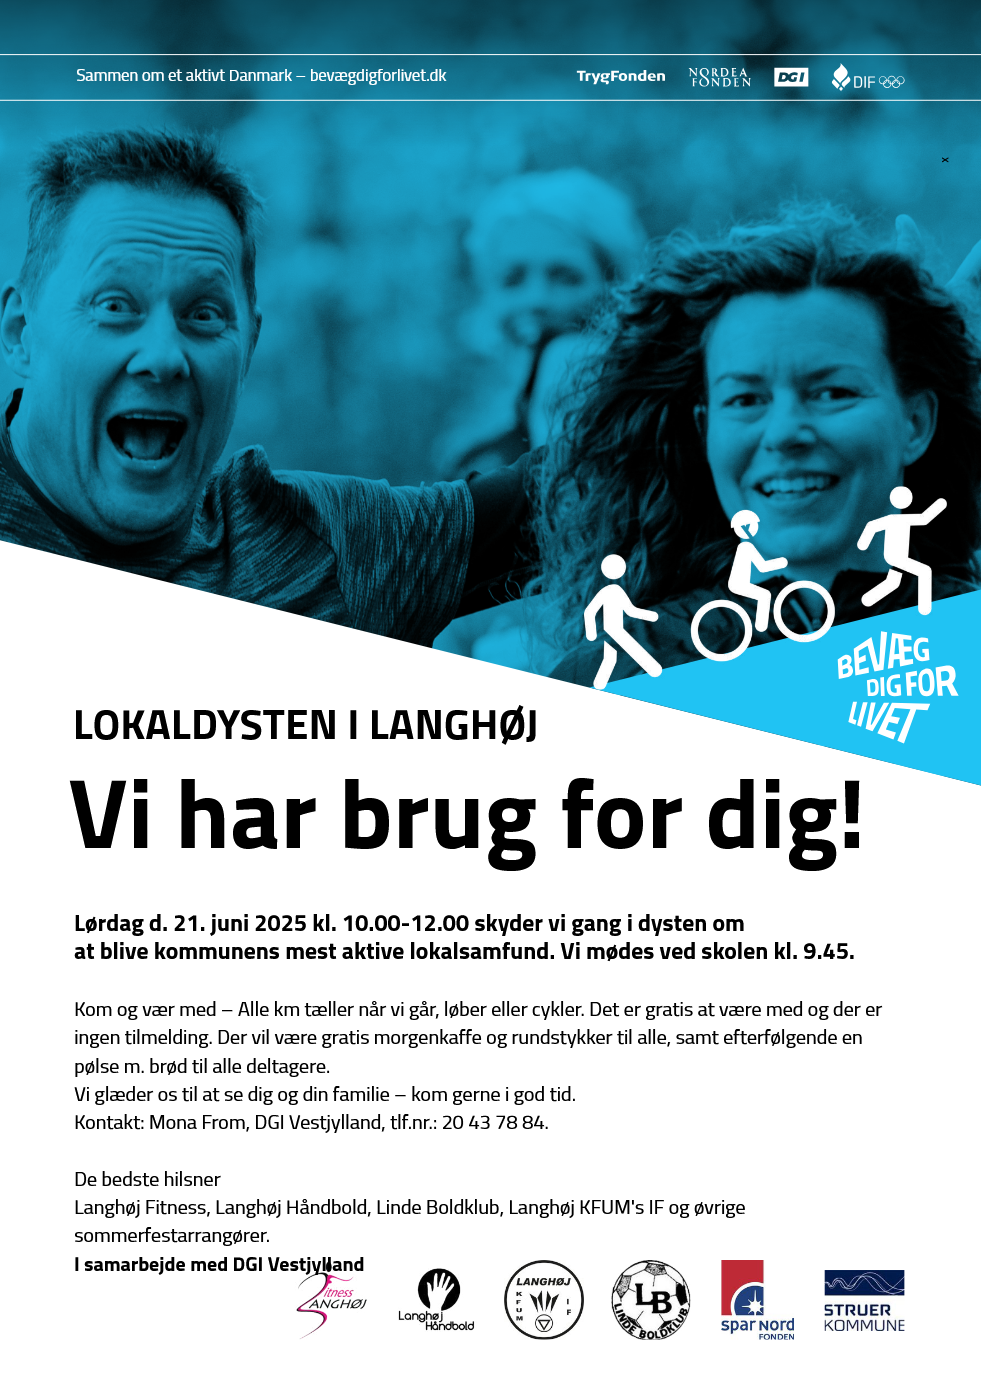 Sammen om et aktivt Danmark – bevægdigforlivet.dk
TrygFonden
NORDEA
FONDEN
DGI
DIF
BEVÆG
DIG FOR
LIVET
LOKALDYSTEN I LANGHØJ
Vi har brug for dig!
Lørdag d. 21. juni 2025 kl. 10.00-12.00 skyder vi gang i dysten om
at blive kommunens mest aktive lokalsamfund. Vi mødes ved skolen kl. 9.45.
Kom og vær med – Alle km tæller når vi går, løber eller cykler. Det er gratis at være med og der er
ingen tilmelding. Der vil være gratis morgenkaffe og rundstykker til alle, samt efterfølgende en
pølse m. brød til alle deltagere.
Vi glæder os til at se dig og din familie – kom gerne i god tid.
Kontakt: Mona From, DGI Vestjylland, tlf.nr.: 20 43 78 84.
De bedste hilsner
Langhøj Fitness, Langhøj Håndbold, Linde Boldklub, Langhøj KFUM's IF og øvrige
sommerfestarrangører.
I samarbejde med DGI Vestjylland
Fitness
LANGHØJ
Langhøj
Håndbold
LANGHØJ
KFUM
IF
LB
LINDE BOLDKLUB
spar Nord
FONDEN
STRUER
KOMMUNE